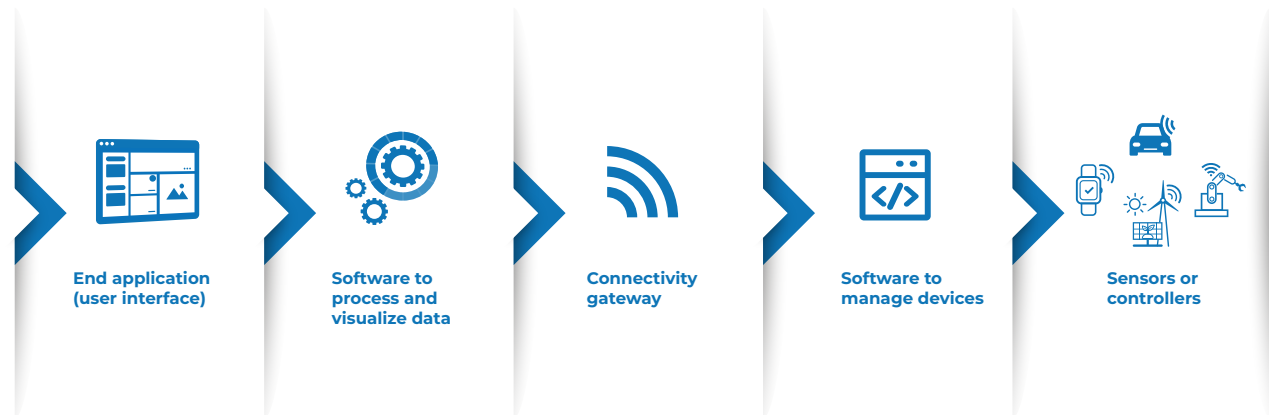 End application
(user interface)
Software to
process and
visualize data
Connectivity
gateway
Software to
manage devices
Sensors or
controllers